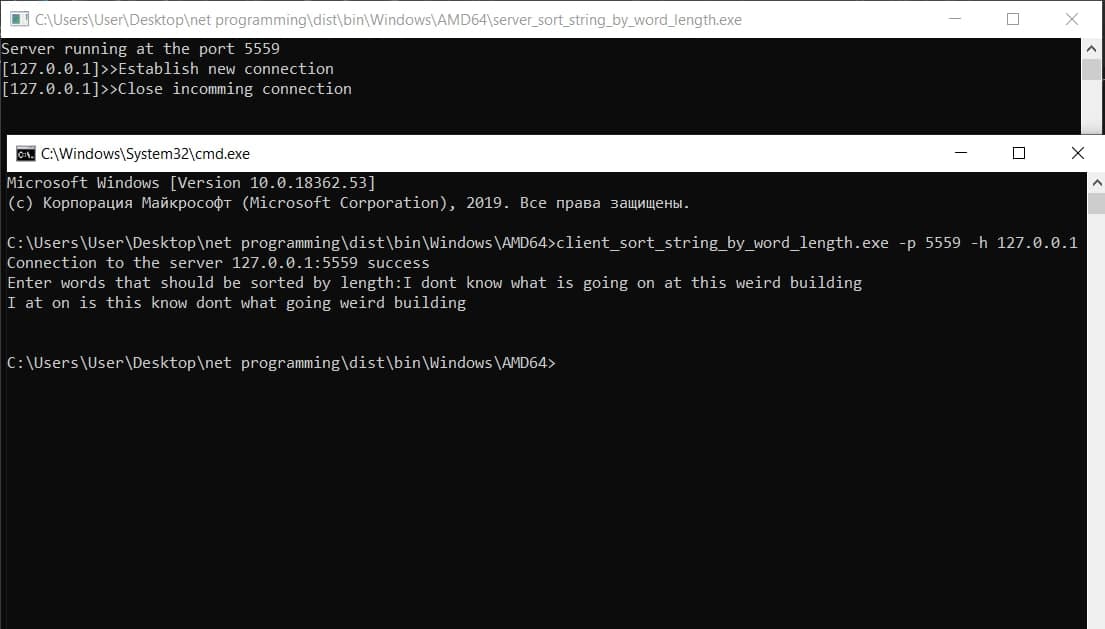 C:\Users\User\Desktop\net programming\dist\bin\Windows\AMD64\server_sort_string_by_word_length.exe
Server running at the port 5559
[127.0.0.1]>>Establish new connection
[127.0.0.1]>>Close incomming connection
C:\Windows\System32\cmd.exe
Microsoft Windows [Version 10.0.18362.53]
(c) Корпорация Майкрософт (Microsoft Corporation), 2019. Все права защищены.
C:\Users\User\Desktop\net programming\dist\bin\Windows\AMD64>client_sort_string_by_word_length.exe -p 5559 -h 127.0.0.1
Connection to the server 127.0.0.1:5559 success
Enter words that should be sorted by length:I dont know what is going on at this weird building
I at on is this know dont what going weird building
C:\Users\User\Desktop\net programming\dist\bin\Windows\AMD64>